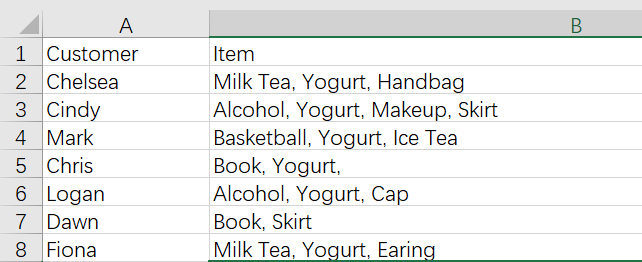 A B
1 Customer Item
2 Chelsea Milk Tea, Yogurt, Handbag
3 Cindy Alcohol, Yogurt, Makeup, Skirt
4 Mark Basketball, Yogurt, Ice Tea
5 Chris Book, Yogurt,
6 Logan Alcohol, Yogurt, Cap
7 Dawn Book, Skirt
8 Fiona Milk Tea, Yogurt, Earing